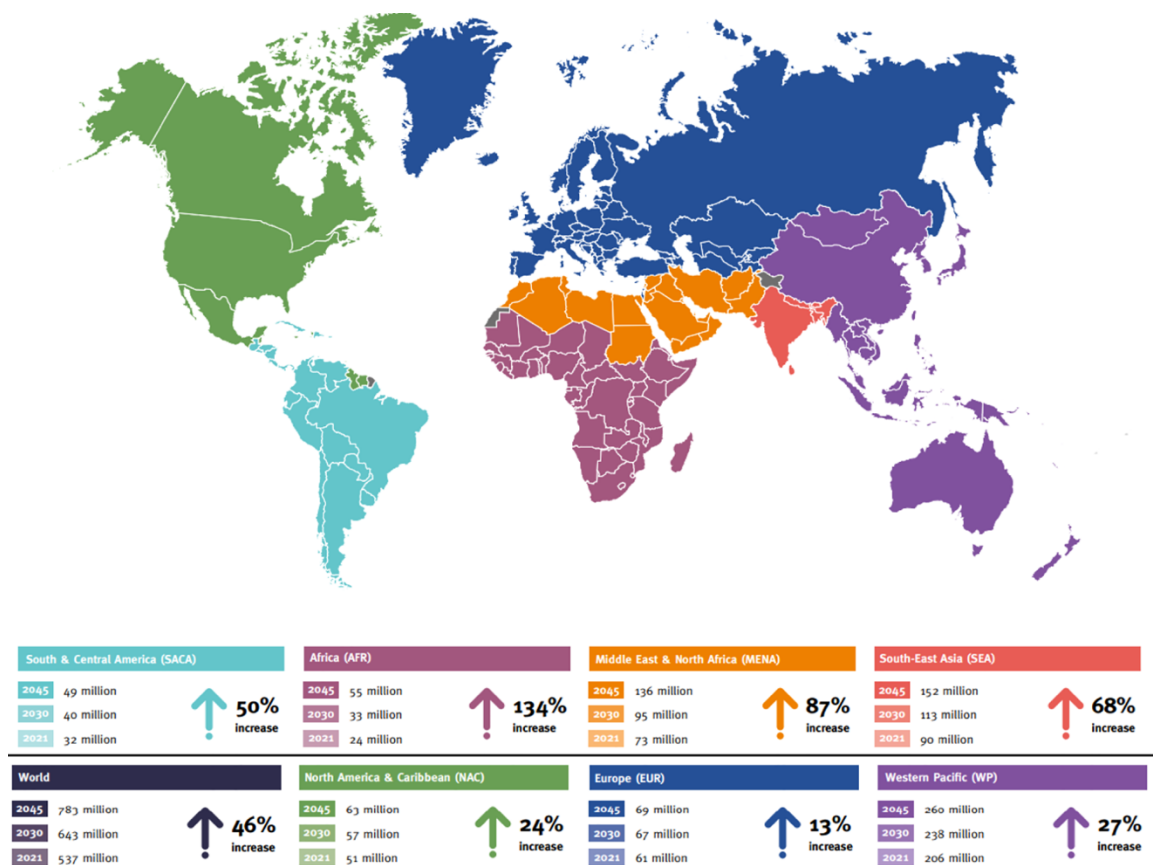 South & Central America (SACA)
2045 49 million
2030 40 million
2021 32 million
50%
increase
Africa (AFR)
2045 55 million
2030 33 million
2021 24 million
134%
increase
Middle East & North Africa (MENA)
2045 136 million
2030 95 million
2021 73 million
87%
increase
South-East Asia (SEA)
2045 152 million
2030 113 million
2021 90 million
68%
increase
World
2045 783 million
2030 643 million
2021 537 million
46%
increase
North America & Caribbean (NAC)
2045 63 million
2030 57 million
2021 51 million
24%
increase
Europe (EUR)
2045 69 million
2030 67 million
2021 61 million
13%
increase
Western Pacific (WP)
2045 260 million
2030 238 million
2021 206 million
27%
increase